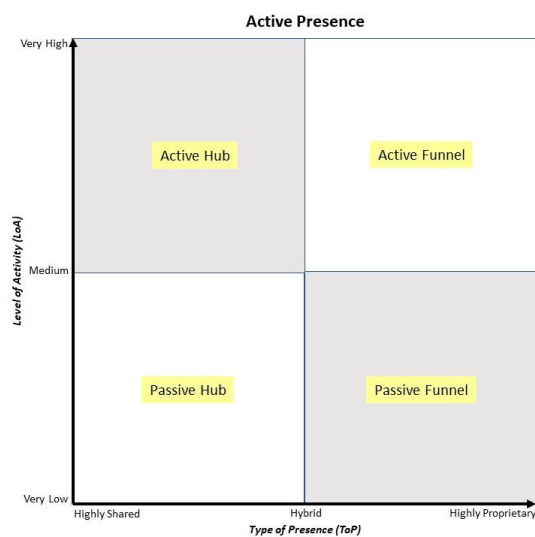 Active Presence
Very High
Active Hub
Active Funnel
Level of Activity (LoA)
Medium
Passive Hub
Passive Funnel
Very Low
Highly Shared
Hybrid
Highly Proprietary
Type of Presence (ToP)